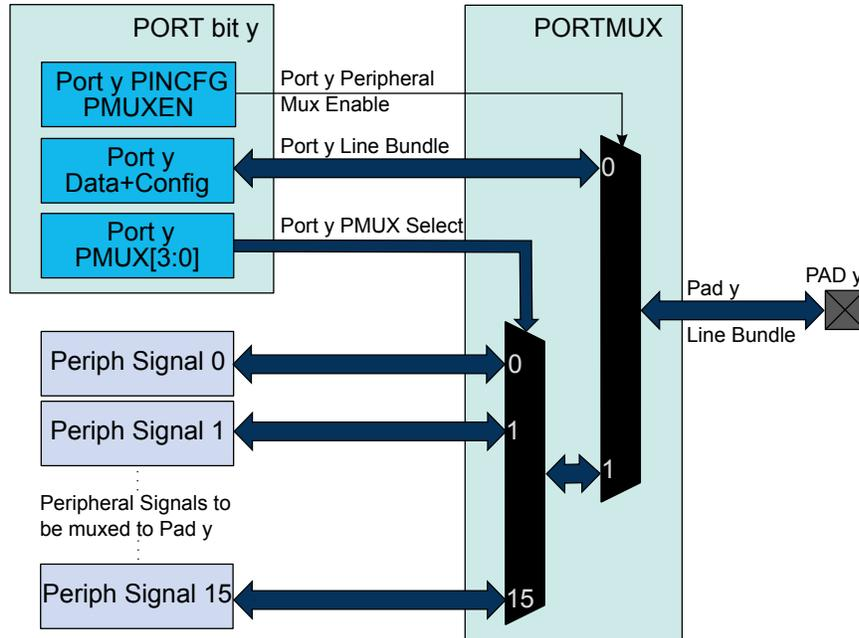 PORT bit y
PORTMUX
Port y PINCFG
PMUXEN
Port y Peripheral
Mux Enable
Port y
Data+Config
Port y Line Bundle
0
Port y
PMUX[3:0]
Port y PMUX Select
Pad y
Line Bundle
PAD y
Periph Signal 0
0
Periph Signal 1
1
1
Peripheral Signals to
be muxed to Pad y
Periph Signal 15
15